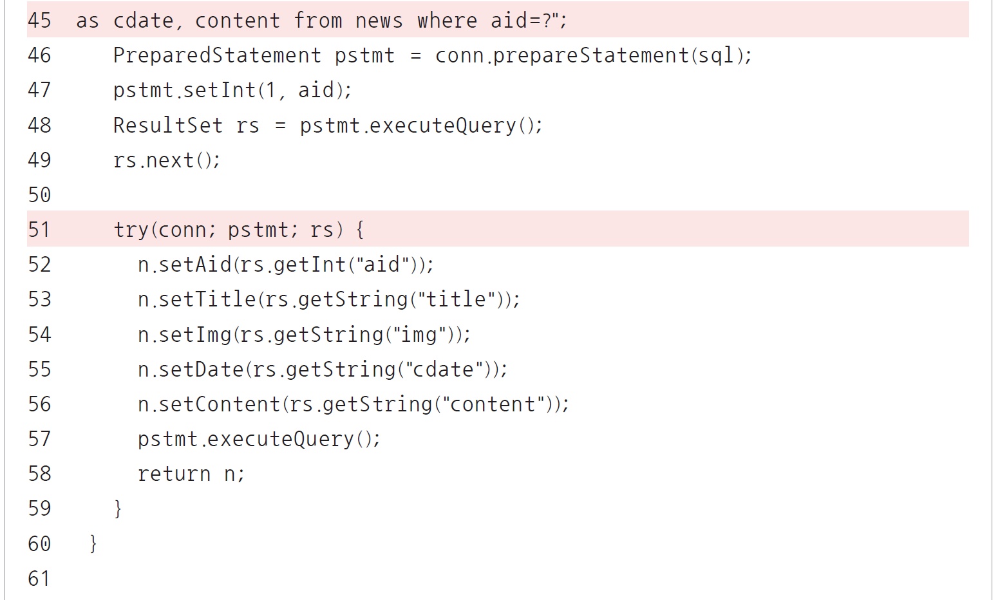 45  as cdate, content from news where aid=?";
46     PreparedStatement pstmt = conn.prepareStatement(sql);
47     pstmt.setInt(1, aid);
48     ResultSet rs = pstmt.executeQuery();
49     rs.next();
50
51     try(conn; pstmt; rs) {
52       n.setAid(rs.getInt("aid"));
53       n.setTitle(rs.getString("title"));
54       n.setImg(rs.getString("img"));
55       n.setDate(rs.getString("cdate"));
56       n.setContent(rs.getString("content"));
57       pstmt.executeQuery();
58       return n;
59     }
60   }
61